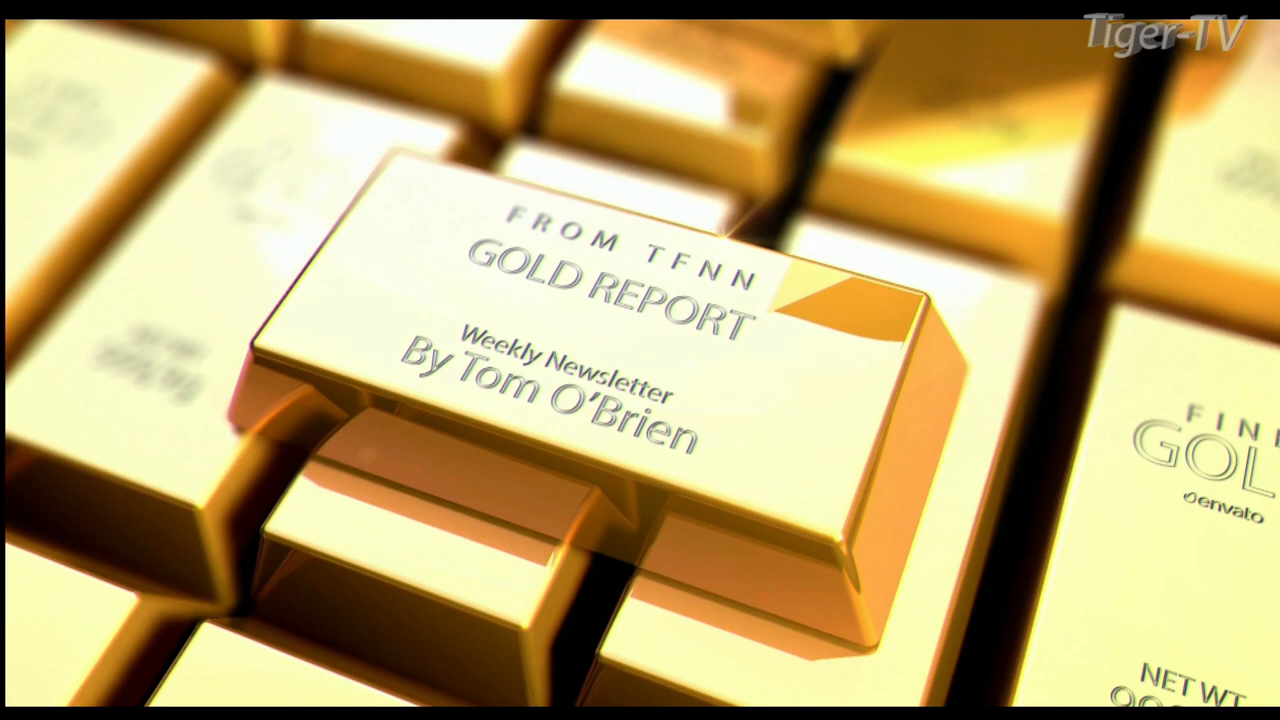 Tiger-TV
FROM TFNN
GOLD REPORT
Weekly Newsletter
By Tom O'Brien
GOL
envato
NET WT